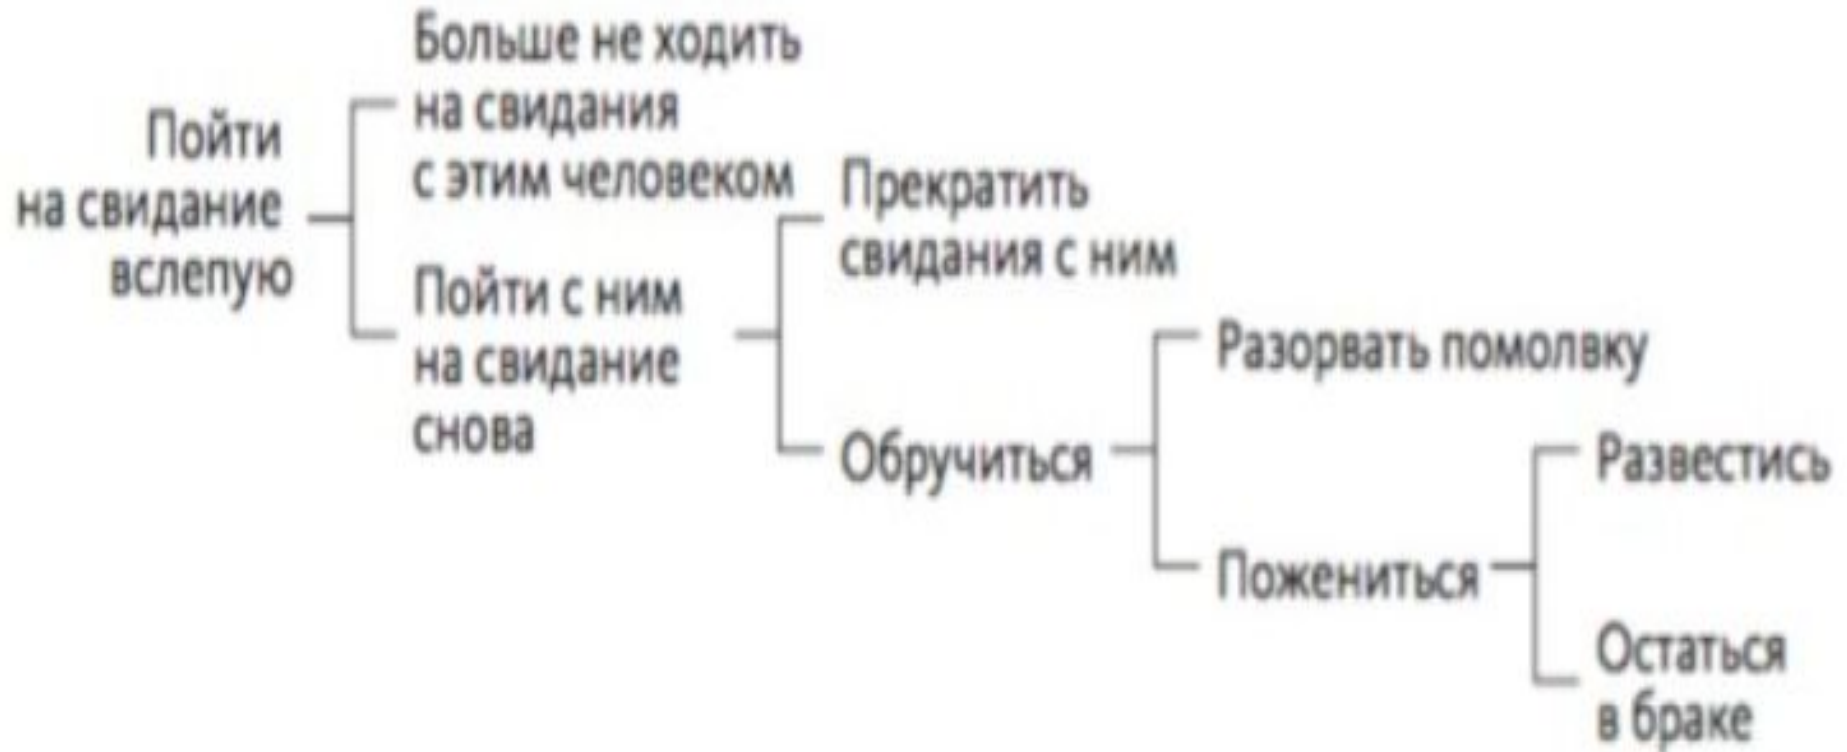 Пойти
на свидание
вслепую
Больше не ходить
на свидания
с этим человеком
Пойти с ним
на свидание
снова
Прекратить
свидания с ним
Обручиться
Разорвать помолвку
Пожениться
Развестись
Остаться
в браке